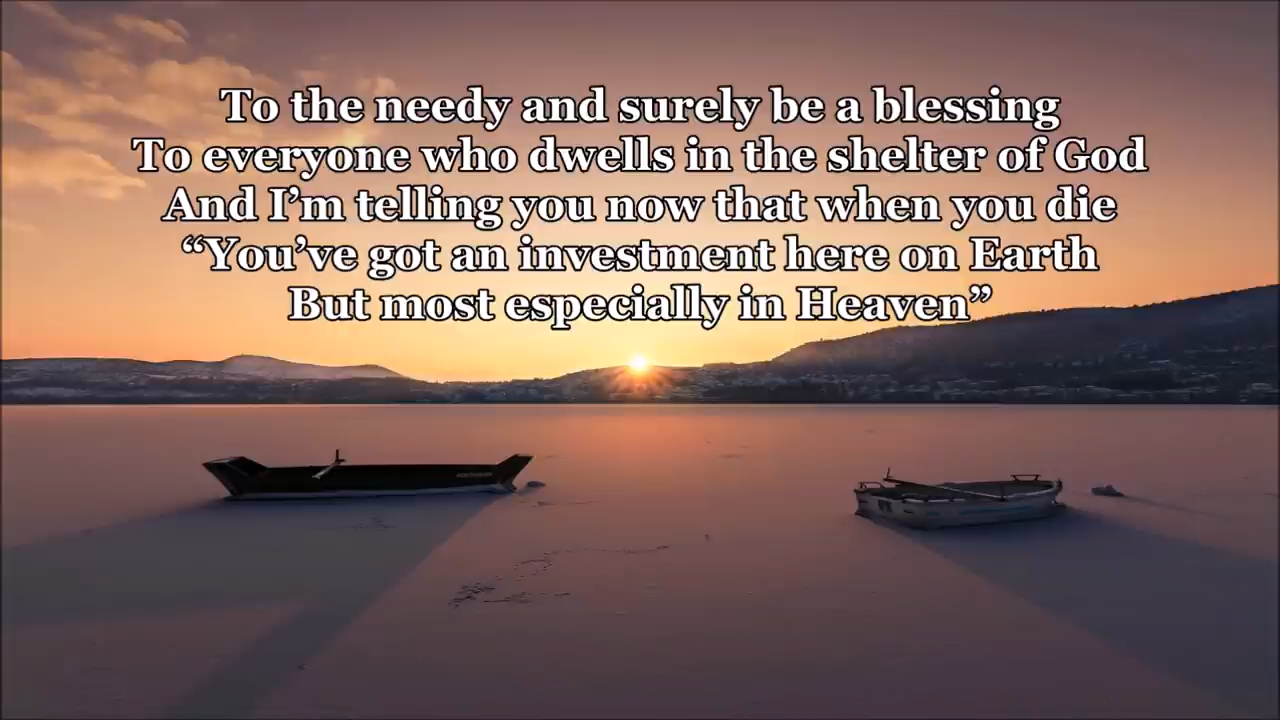 To the needy and surely be a blessing
To everyone who dwells in the shelter of God
And I’m telling you now that when you die
“You’ve got an investment here on Earth
But most especially in Heaven”